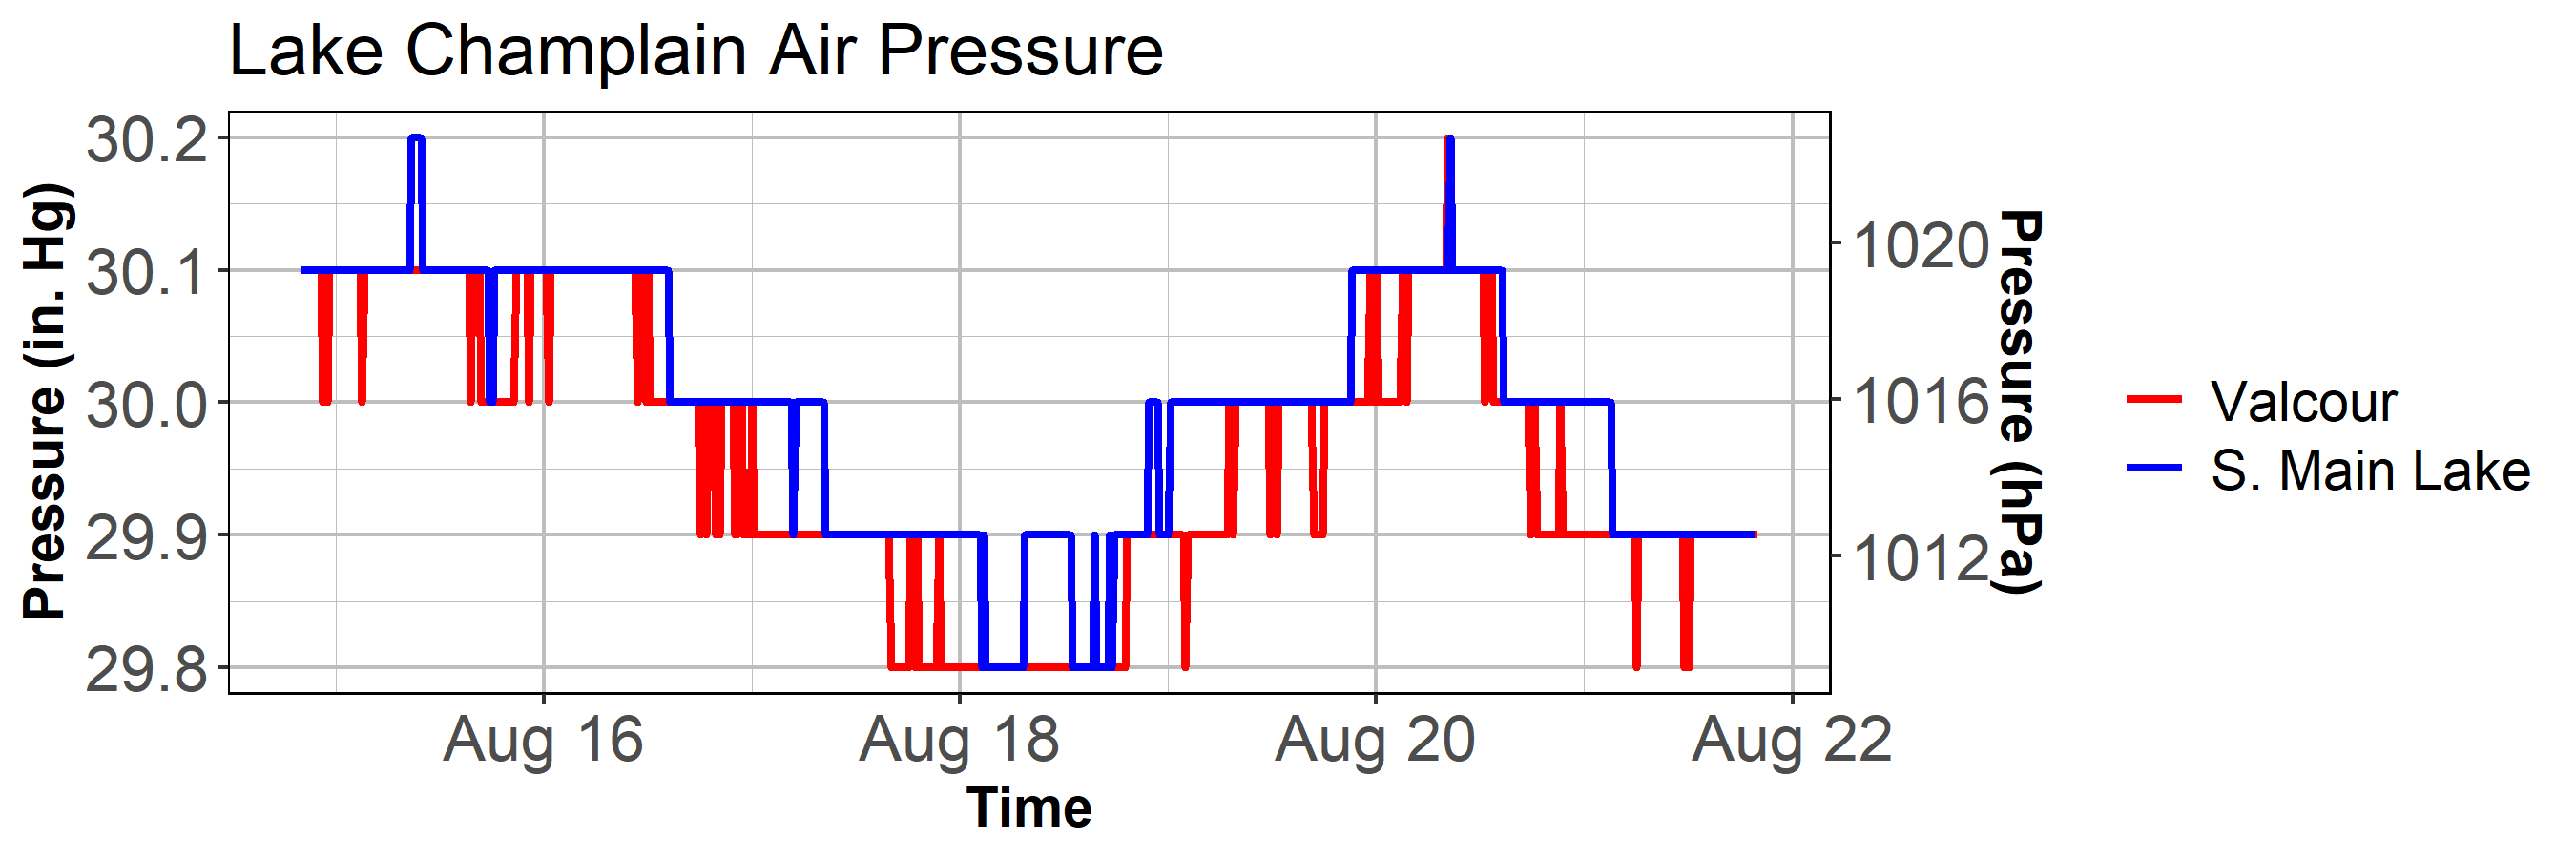 Lake Champlain Air Pressure
Pressure (in. Hg)
30.2
30.1
30.0
29.9
29.8
1020
1016
1012
Pressure (hPa)
Valcour
S. Main Lake
Aug 16 Aug 18 Aug 20 Aug 22
Time